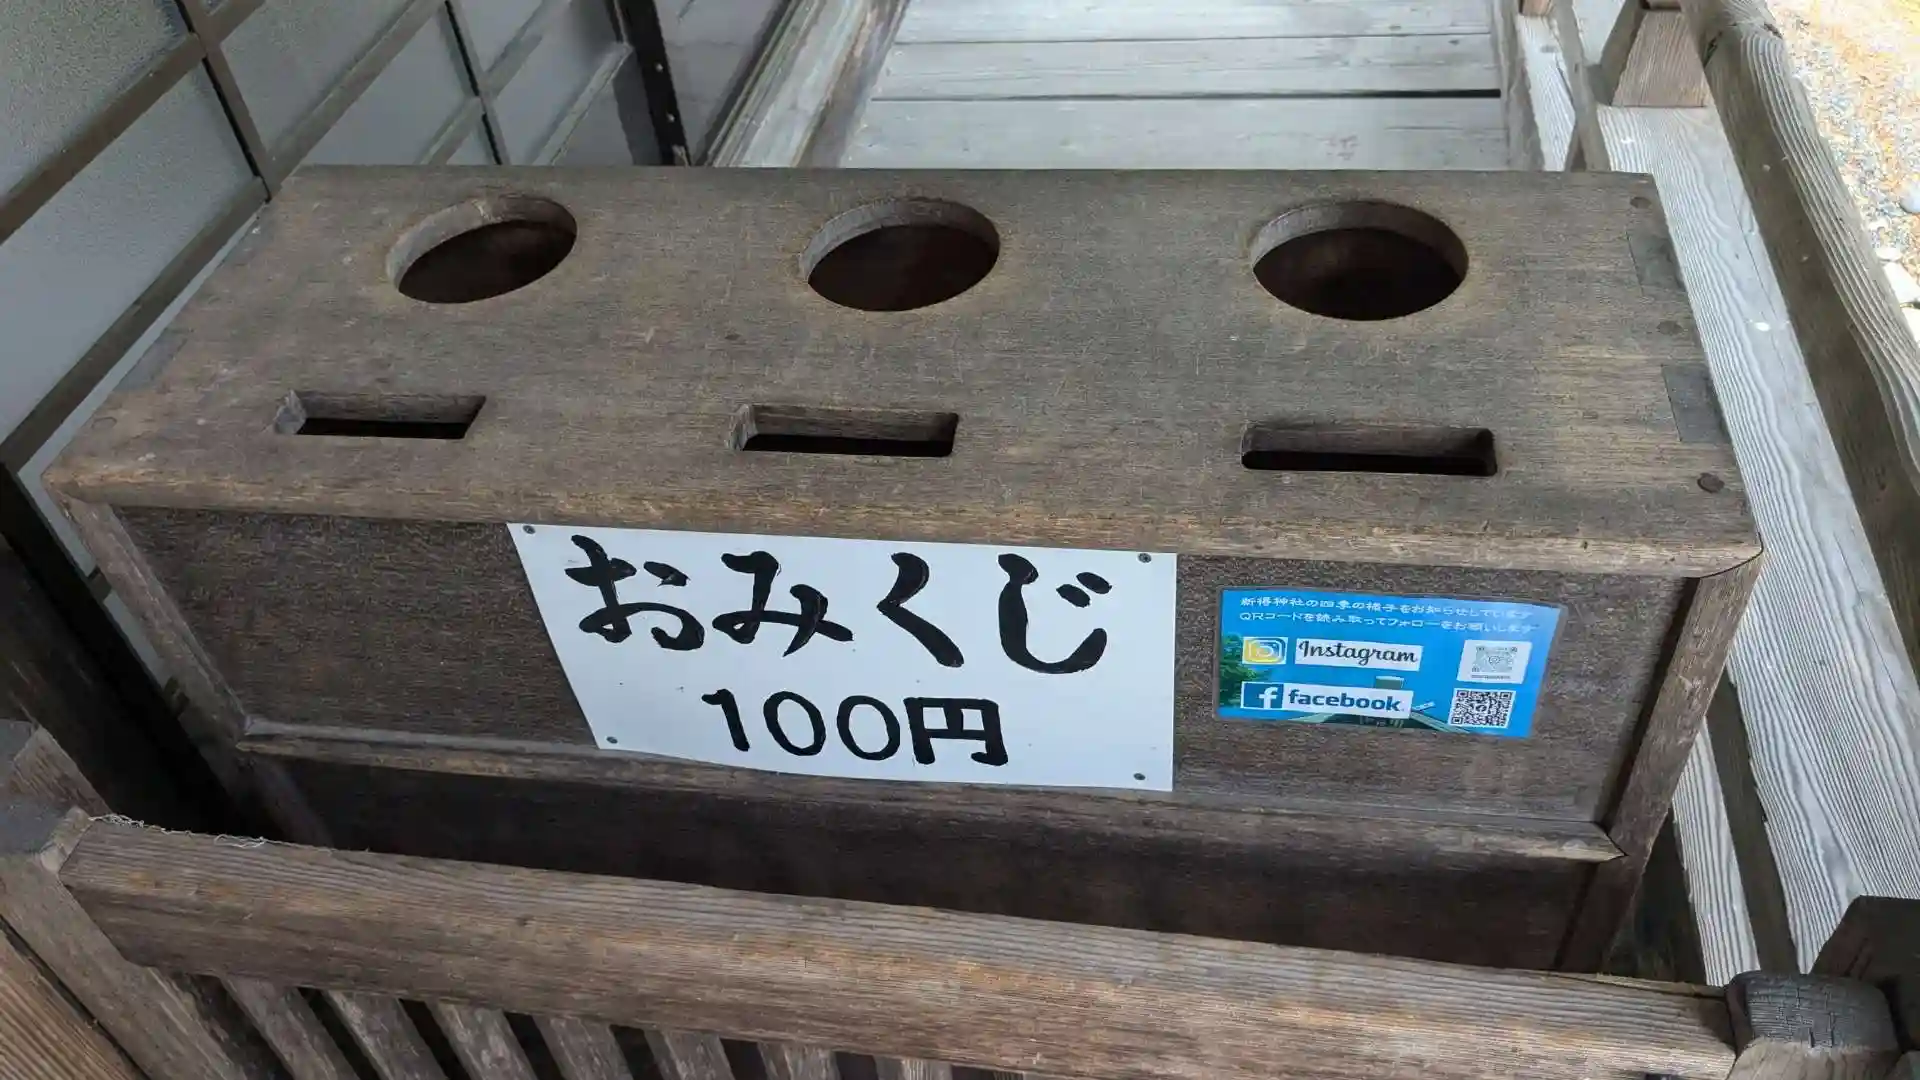 おみくじ
100円
新得神社の四季の様子をお知らせしています
QRコードを読み取ってフォローをお願いします
Instagram
facebook